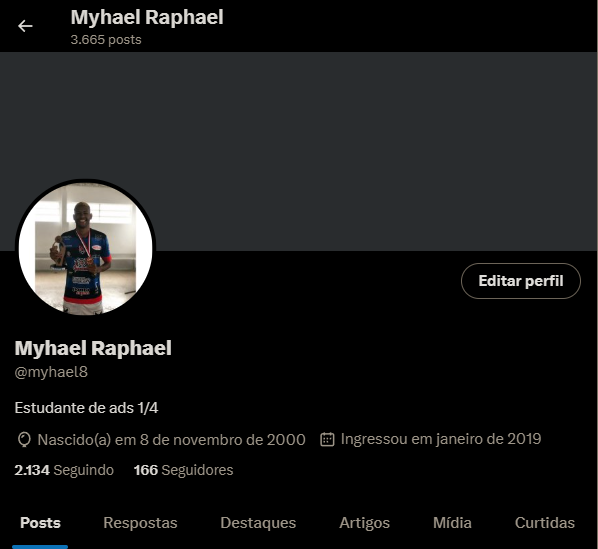 Myhael Raphael
3.665 posts
Editar perfil
Myhael Raphael
@myhael8
Estudante de ads 1/4
Nascido(a) em 8 de novembro de 2000 Ingressou em janeiro de 2019
2.134 Seguindo 166 Seguidores
Posts Respostas Destaques Artigos Mídia Curtidas